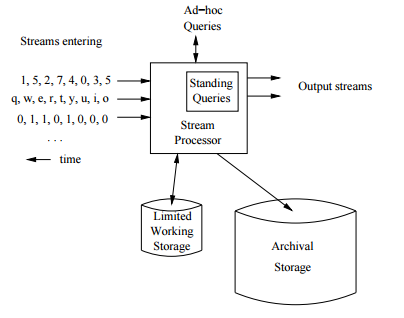 Ad-hoc
Queries
Streams entering
1, 5, 2, 7, 4, 0, 3, 5
q, w, e, r, t, y, u, i, o
0, 1, 1, 0, 1, 0, 0, 0
. . .
time
Standing
Queries
Stream
Processor
Output streams
Limited
Working
Storage
Archival
Storage